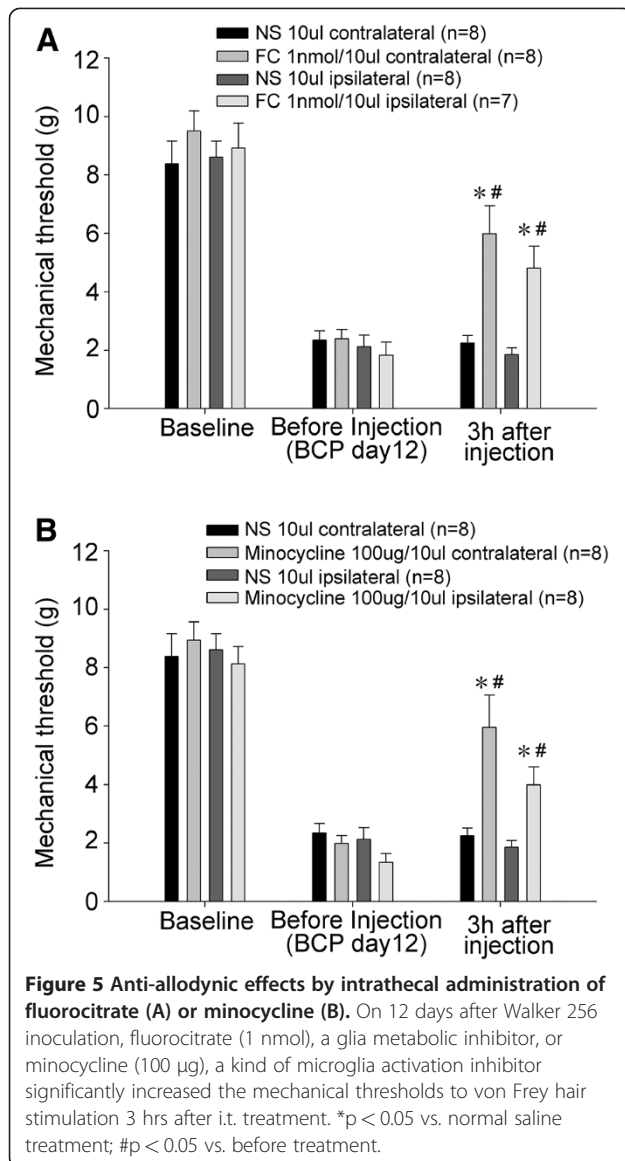 A
NS 10ul contralateral (n=8)
FC 1nmol/10ul contralateral (n=8)
NS 10ul ipsilateral (n=8)
FC 1nmol/10ul ipsilateral (n=7)
Mechanical threshold (g)
12
10
8
6
4
2
0
*#
*#
Baseline
Before Injection
(BCP day12)
3h after
injection
B
NS 10ul contralateral (n=8)
Minocycline 100ug/10ul contralateral (n=8)
NS 10ul ipsilateral (n=8)
Minocycline 100ug/10ul ipsilateral (n=8)
Mechanical threshold (g)
12
10
8
6
4
2
0
*#
*#
Baseline
Before Injection
(BCP day12)
3h after
injection
Figure 5 Anti-allodynic effects by intrathecal administration of
fluorocitrate (A) or minocycline (B). On 12 days after Walker 256
inoculation, fluorocitrate (1 nmol), a glia metabolic inhibitor, or
minocycline (100 μg), a kind of microglia activation inhibitor
significantly increased the mechanical thresholds to von Frey hair
stimulation 3 hrs after i.t. treatment. *p < 0.05 vs. normal saline
treatment; #p < 0.05 vs. before treatment.